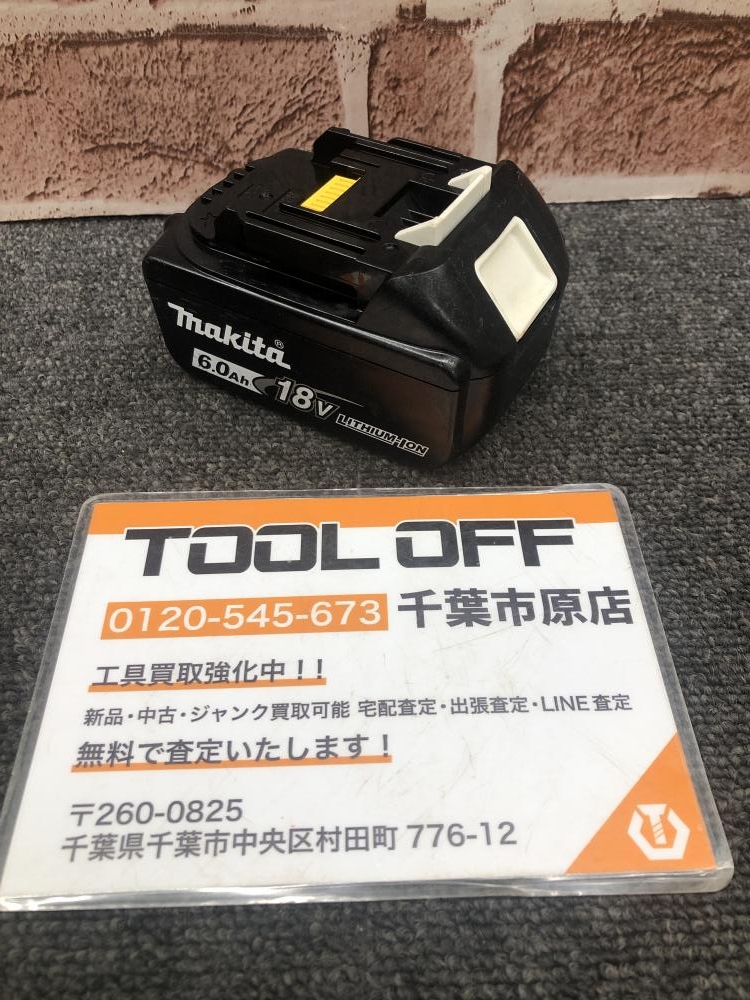 makita®
6.0Ah 18V LITHIUM-ION
TOOL OFF
0120-545-673 千葉市原店
工具買取強化中！！
新品・中古・ジャンク買取可能 宅配査定・出張査定・LINE査定
無料で査定いたします！
〒260-0825
千葉県千葉市中央区村田町 776-12